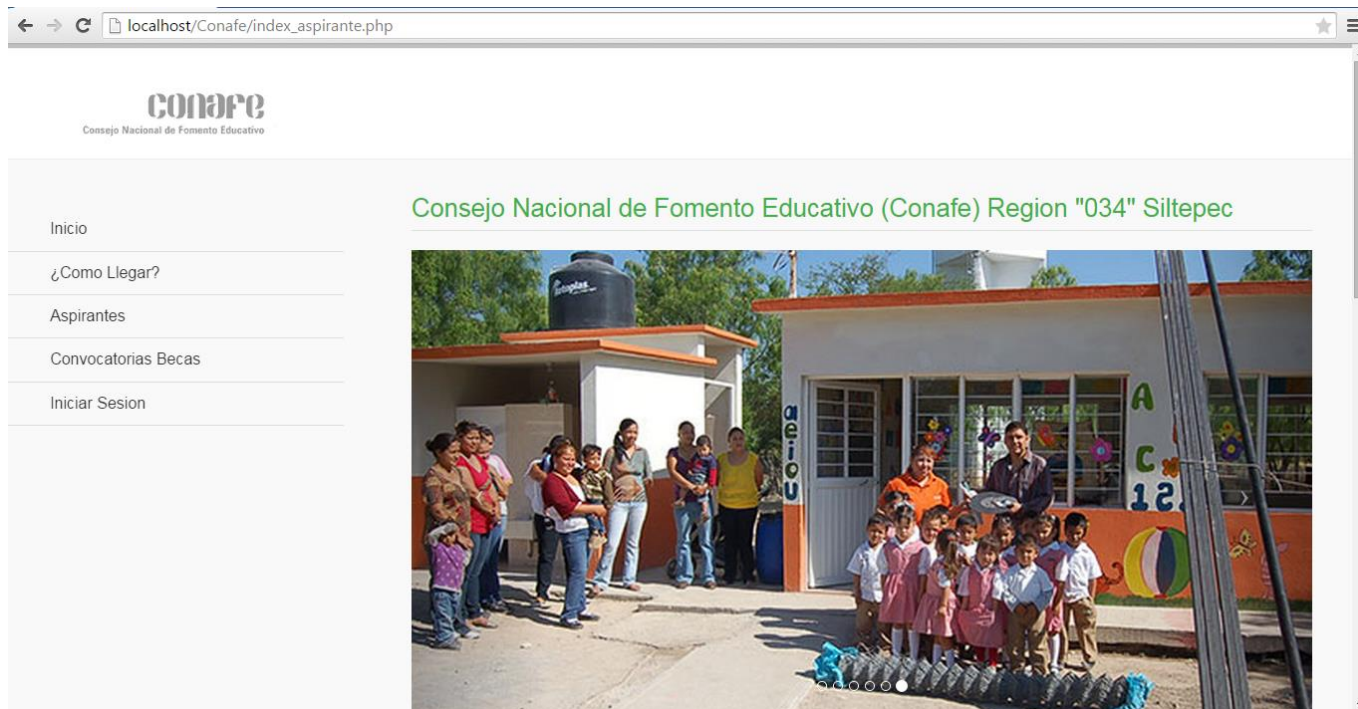 localhost/Conafe/index_aspirante.php
conafe
Consejo Nacional de Fomento Educativo
Consejo Nacional de Fomento Educativo (Conafe) Region "034" Siltepec
Inicio
¿Como Llegar?
Aspirantes
Convocatorias Becas
Iniciar Sesion
aeiou
A
C
12